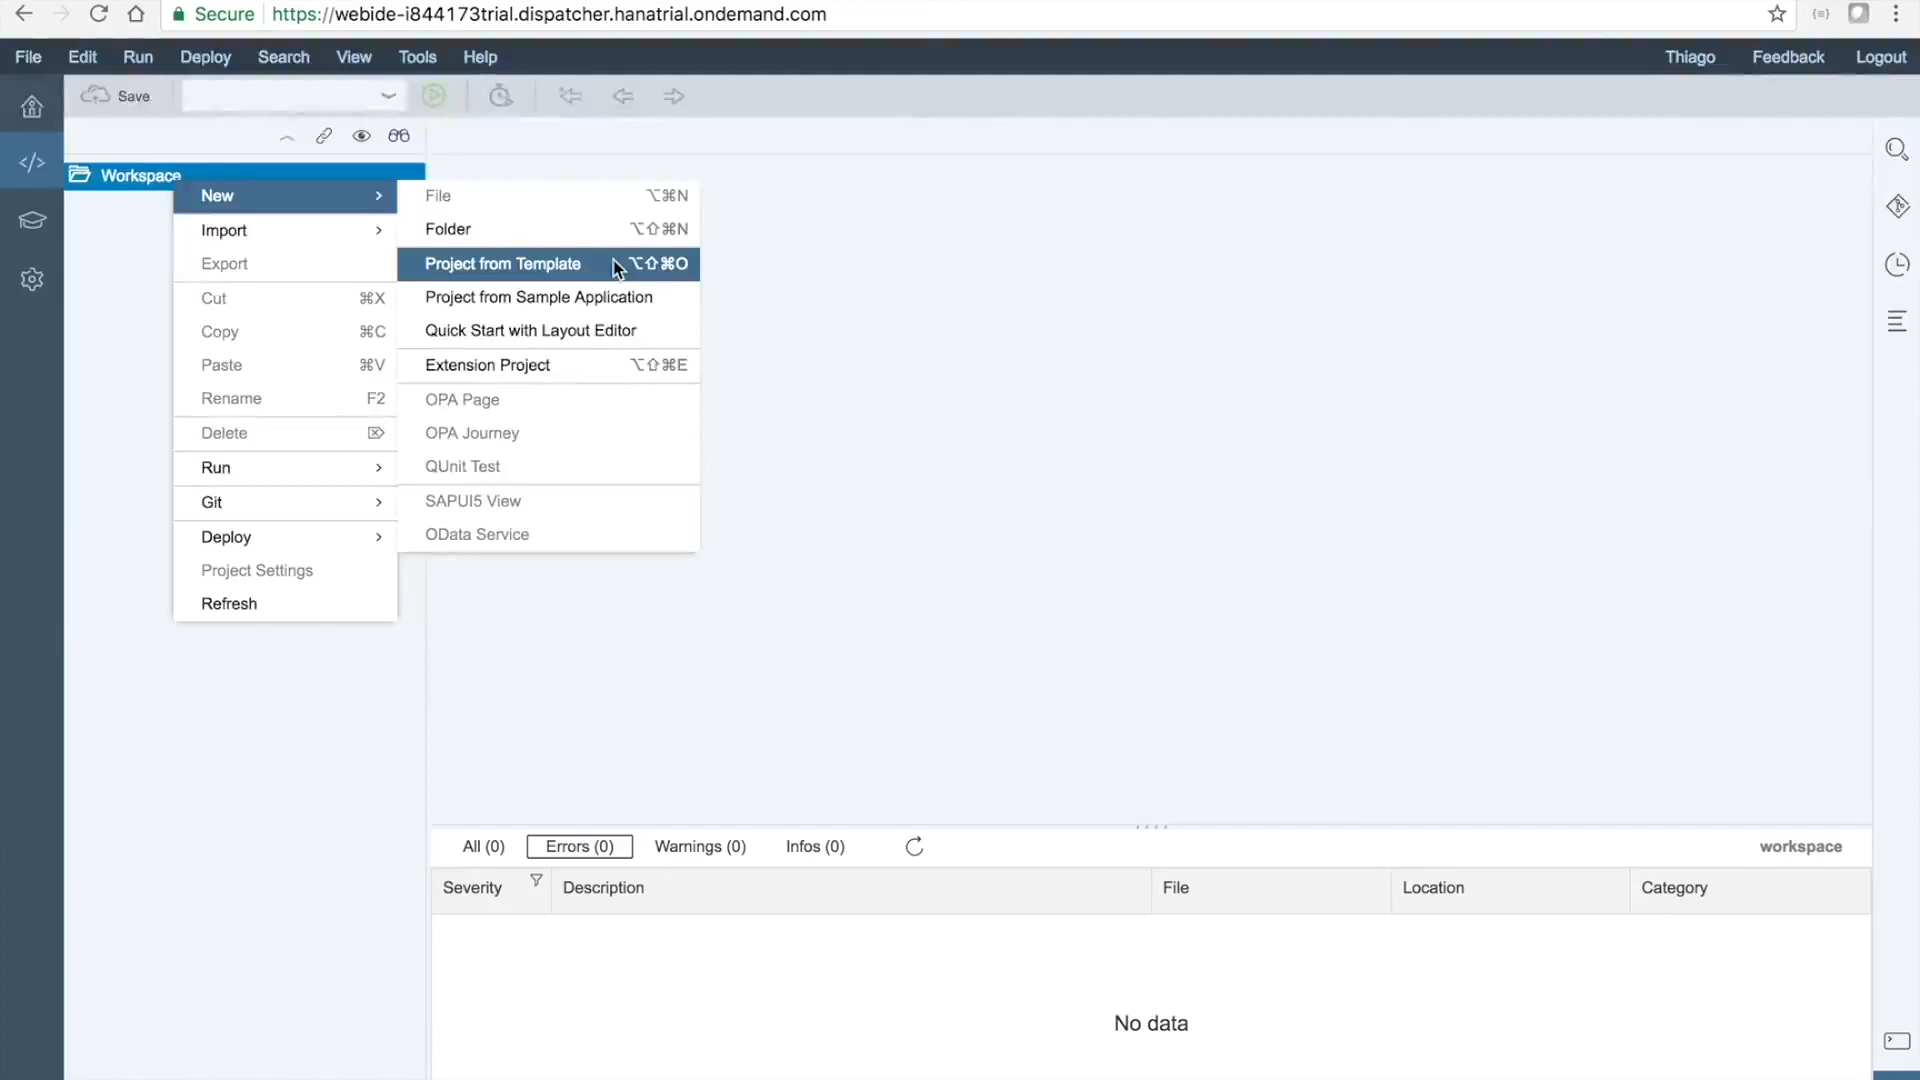 Secure https://webide-i844173trial.dispatcher.hanatrial.ondemand.com
File Edit Run Deploy Search View Tools Help Thiago Feedback Logout
Save
Workspace
New
Import
Export
Cut ⌘X
Copy ⌘C
Paste ⌘V
Rename F2
Delete ⌦
Run
Git
Deploy
Project Settings
Refresh
File ⌥⌘N
Folder ⌥⇧⌘N
Project from Template ⌥⇧⌘O
Project from Sample Application
Quick Start with Layout Editor
Extension Project ⌥⇧⌘E
OPA Page
OPA Journey
QUnit Test
SAPUI5 View
OData Service
All (0) Errors (0) Warnings (0) Infos (0) workspace
Severity Description File Location Category
No data